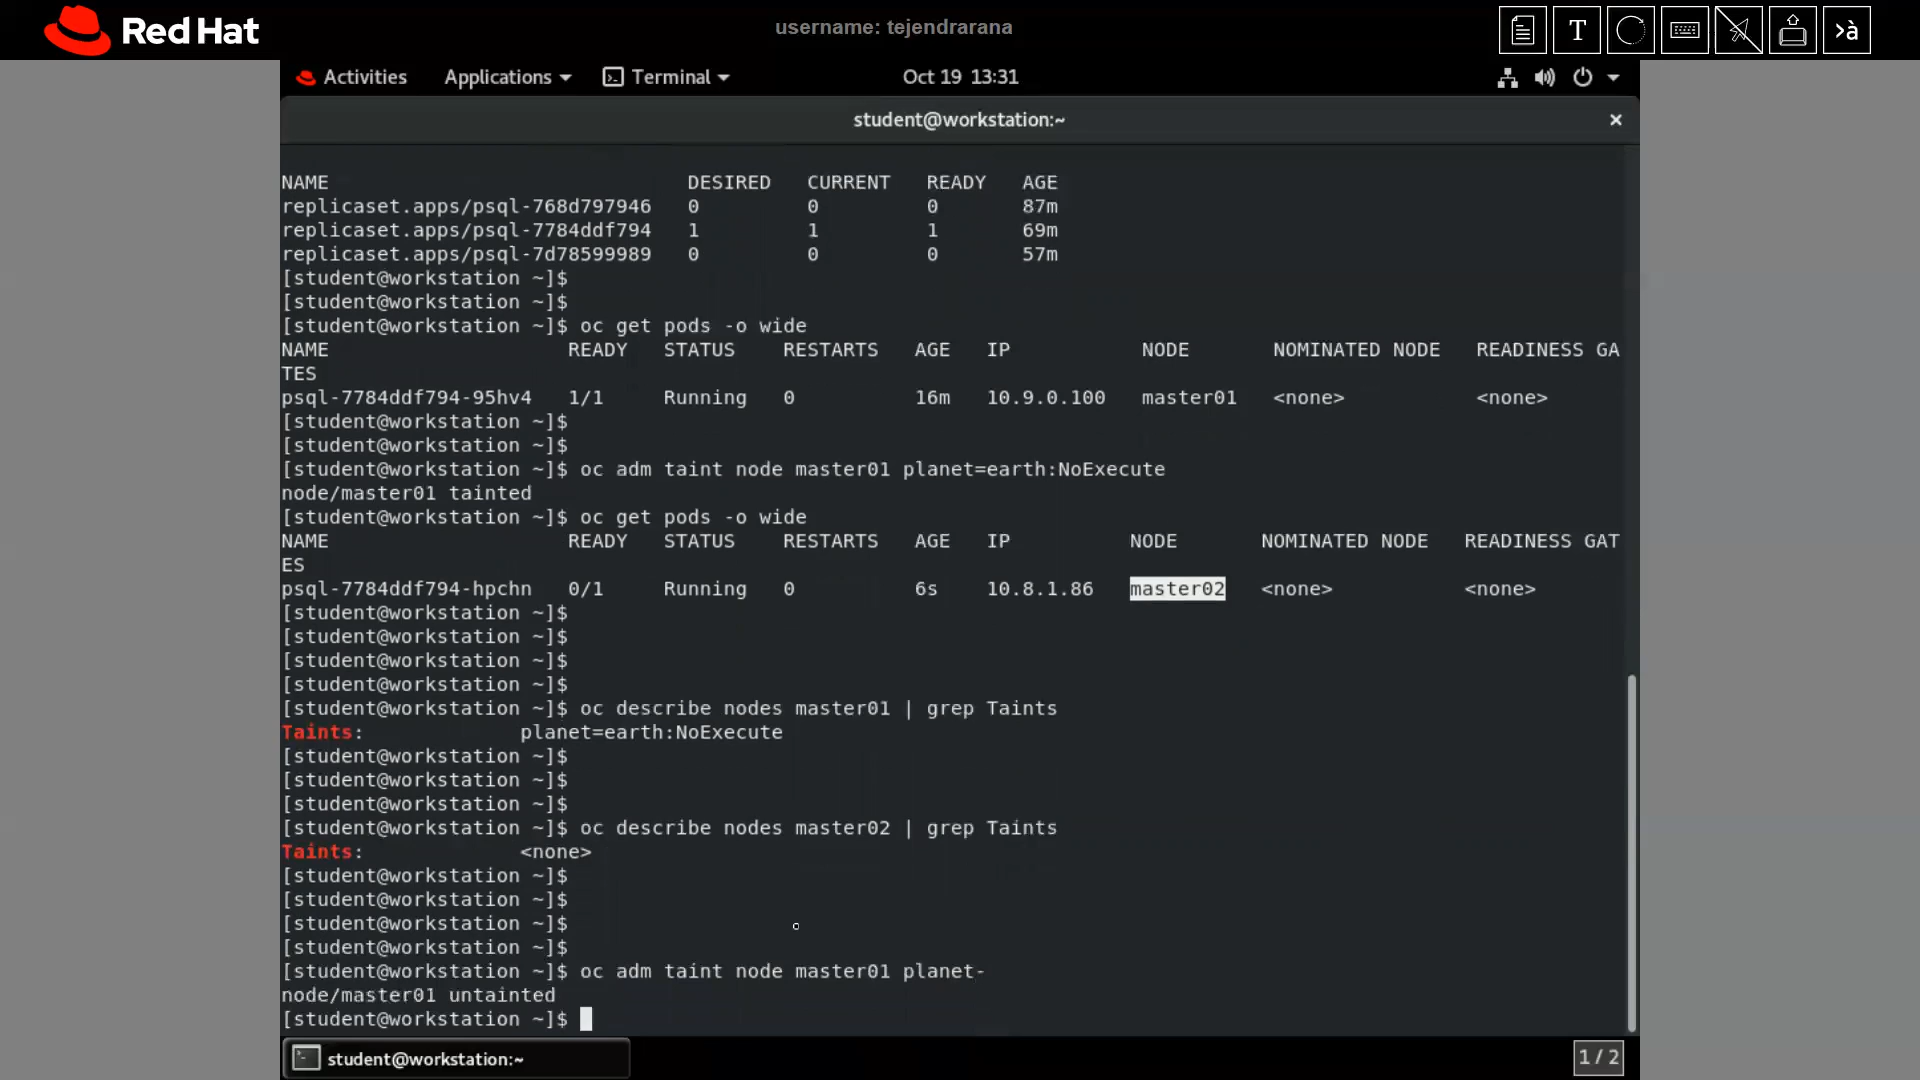 Red Hat
username: tejendrarana
T
>à
Activities Applications Terminal Oct 19 13:31
student@workstation:~ ×
NAME DESIRED CURRENT READY AGE
replicaset.apps/psql-768d797946 0 0 0 87m
replicaset.apps/psql-7784ddf794 1 1 1 69m
replicaset.apps/psql-7d78599989 0 0 0 57m
[student@workstation ~]$
[student@workstation ~]$
[student@workstation ~]$ oc get pods -o wide
NAME READY STATUS RESTARTS AGE IP NODE NOMINATED NODE READINESS GA
TES
psql-7784ddf794-95hv4 1/1 Running 0 16m 10.9.0.100 master01 <none> <none>
[student@workstation ~]$
[student@workstation ~]$
[student@workstation ~]$ oc adm taint node master01 planet=earth:NoExecute
node/master01 tainted
[student@workstation ~]$ oc get pods -o wide
NAME READY STATUS RESTARTS AGE IP NODE NOMINATED NODE READINESS GAT
ES
psql-7784ddf794-hpchn 0/1 Running 0 6s 10.8.1.86 master02 <none> <none>
[student@workstation ~]$
[student@workstation ~]$
[student@workstation ~]$
[student@workstation ~]$
[student@workstation ~]$ oc describe nodes master01 | grep Taints
Taints: planet=earth:NoExecute
[student@workstation ~]$
[student@workstation ~]$
[student@workstation ~]$
[student@workstation ~]$ oc describe nodes master02 | grep Taints
Taints: <none>
[student@workstation ~]$
[student@workstation ~]$
[student@workstation ~]$
[student@workstation ~]$
[student@workstation ~]$ oc adm taint node master01 planet-
node/master01 untainted
[student@workstation ~]$
student@workstation:~ 1 / 2